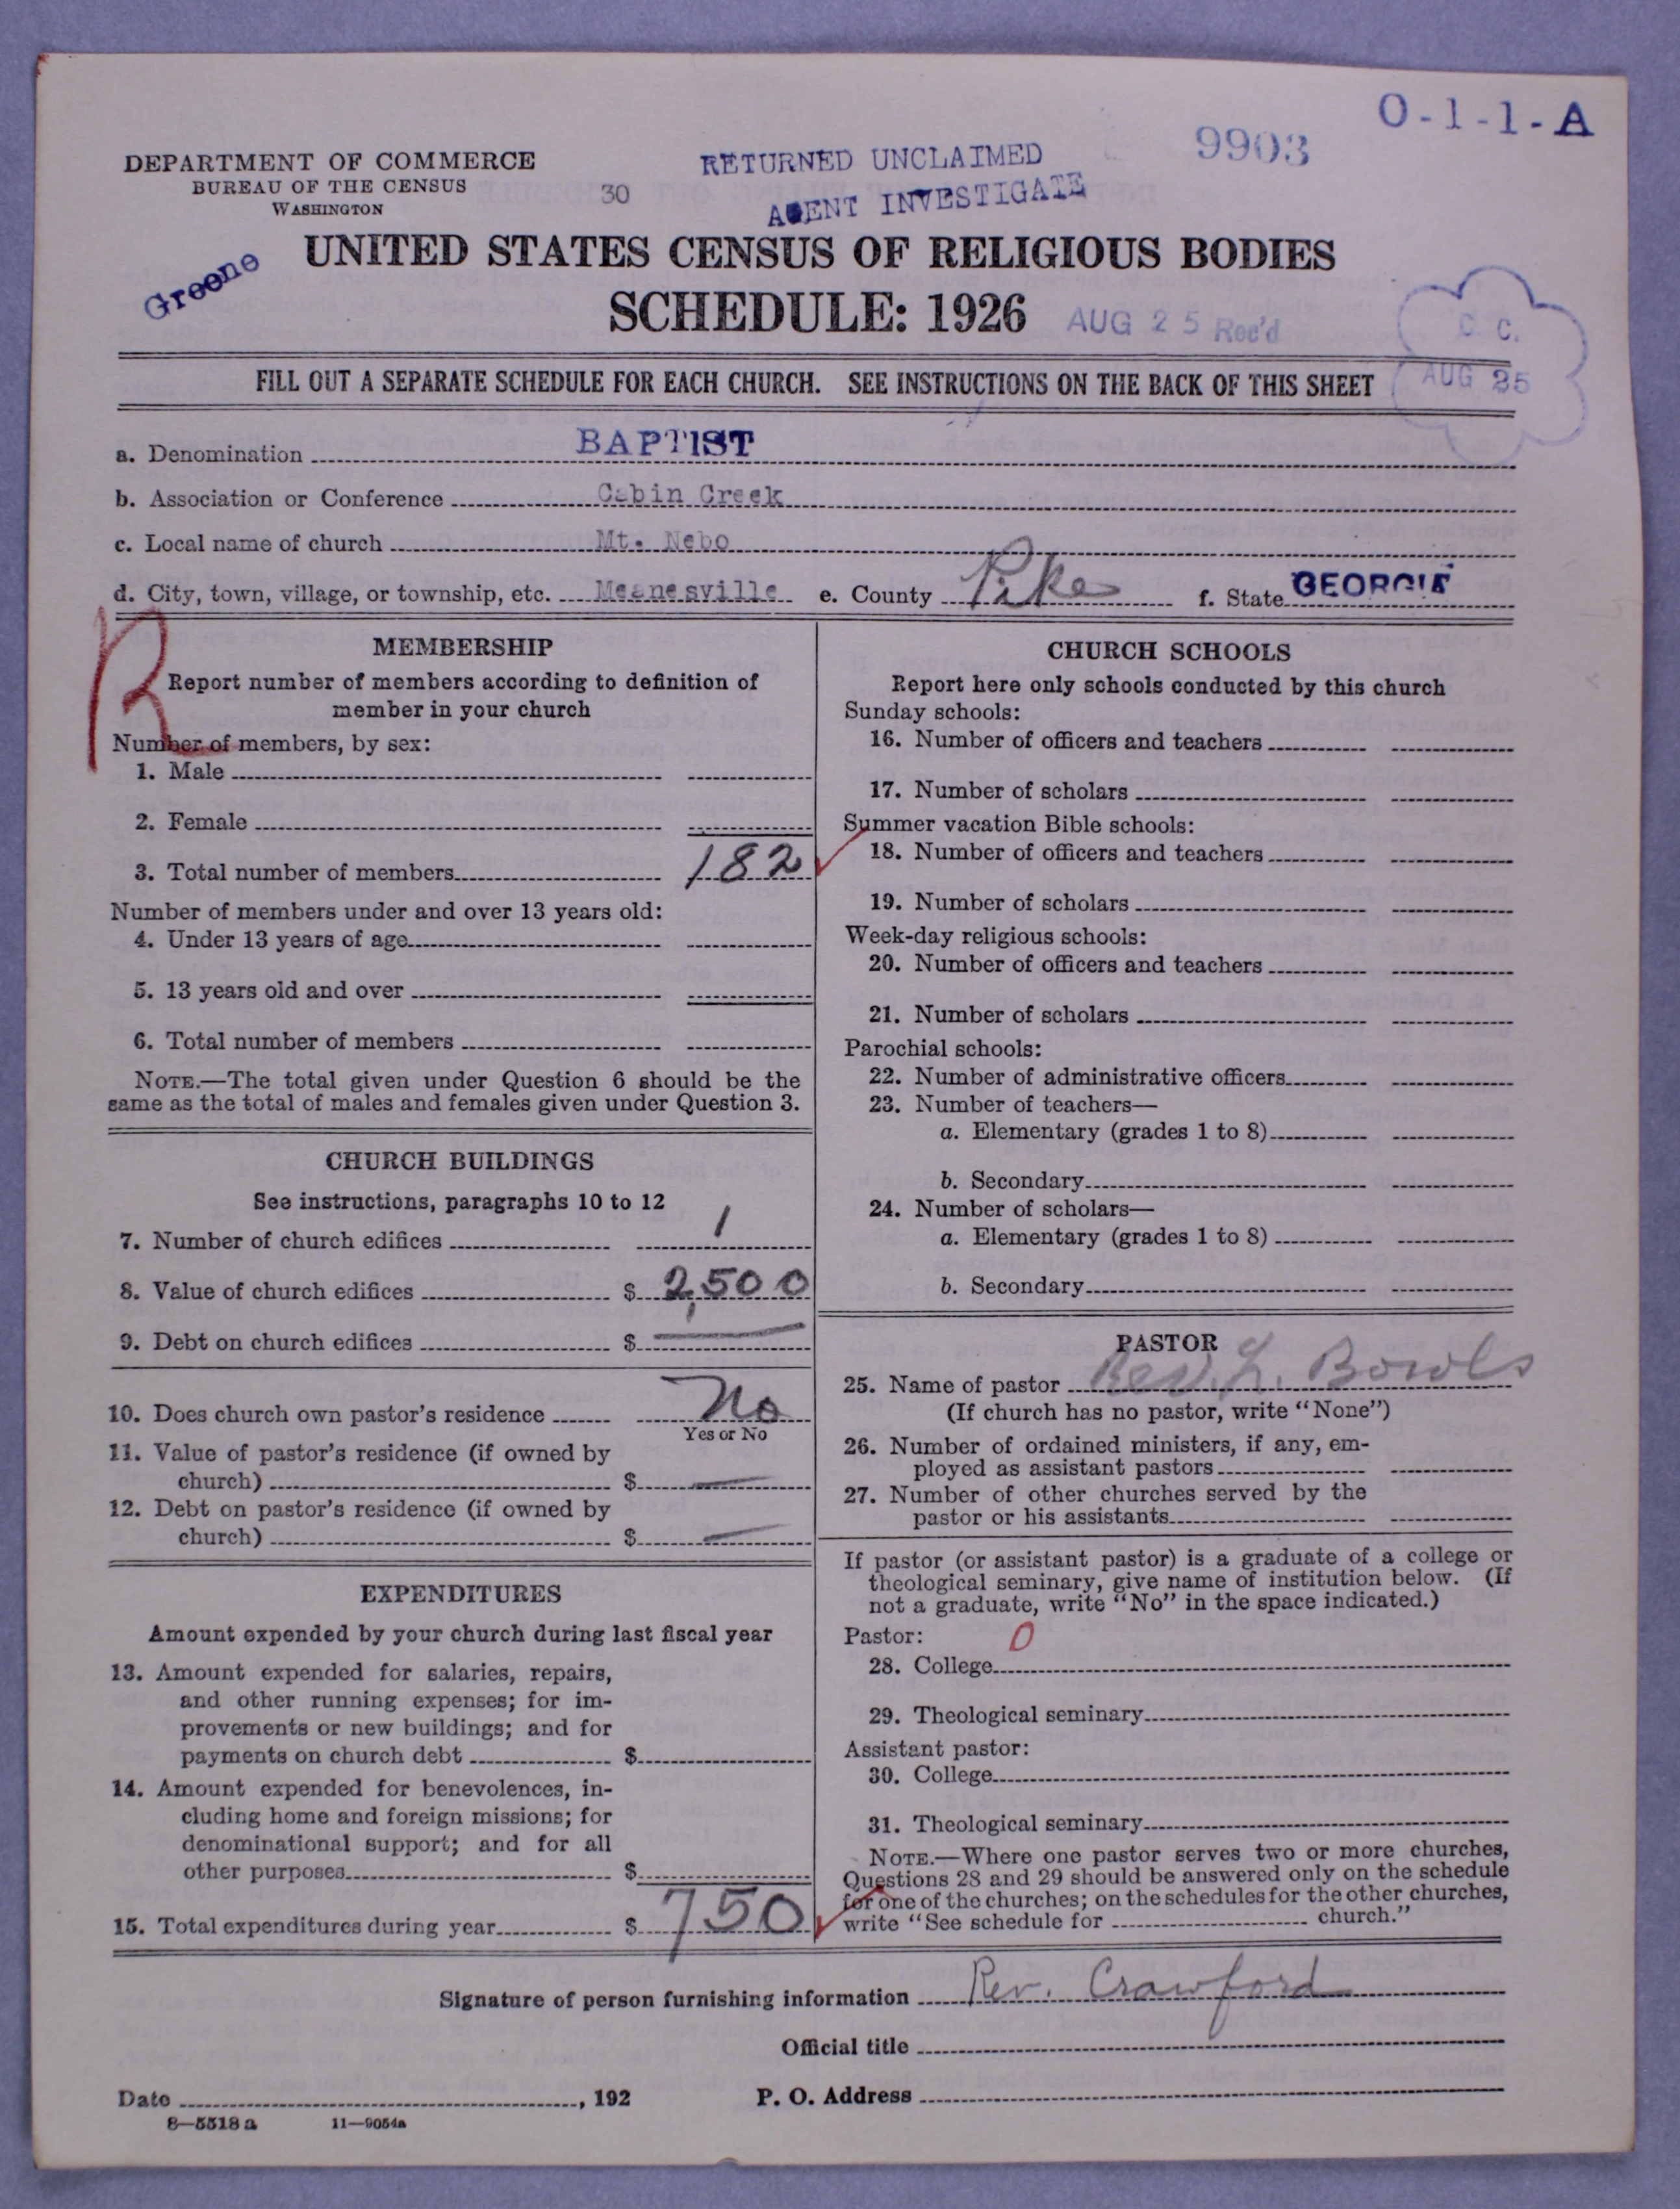 O-1-1-A
9903
DEPARTMENT OF COMMERCE
BUREAU OF THE CENSUS
WASHINGTON
30
RETURNED UNCLAIMED
AGENT INVESTIGATE
Greene
UNITED STATES CENSUS OF RELIGIOUS BODIES
SCHEDULE: 1926
AUG 25 Rec'd
C. C.
AUG 25
FILL OUT A SEPARATE SCHEDULE FOR EACH CHURCH. SEE INSTRUCTIONS ON THE BACK OF THIS SHEET
a. Denomination BAPTIST
b. Association or Conference Cabin Creek
c. Local name of church Mt. Nebo
d. City, town, village, or township, etc. Meanesville e. County Pike f. State GEORGIA
R
MEMBERSHIP
Report number of members according to definition of
member in your church
Number of members, by sex:
1. Male
2. Female
3. Total number of members 182
Number of members under and over 13 years old:
4. Under 13 years of age
5. 13 years old and over
6. Total number of members
NOTE.—The total given under Question 6 should be the
same as the total of males and females given under Question 3.
CHURCH BUILDINGS
See instructions, paragraphs 10 to 12
7. Number of church edifices 1
8. Value of church edifices $ 2,500
9. Debt on church edifices $ —
10. Does church own pastor's residence No
Yes or No
11. Value of pastor's residence (if owned by
church) $ —
12. Debt on pastor's residence (if owned by
church) $ —
EXPENDITURES
Amount expended by your church during last fiscal year
13. Amount expended for salaries, repairs,
and other running expenses; for im-
provements or new buildings; and for
payments on church debt $
14. Amount expended for benevolences, in-
cluding home and foreign missions; for
denominational support; and for all
other purposes $
15. Total expenditures during year $ 750
CHURCH SCHOOLS
Report here only schools conducted by this church
Sunday schools:
16. Number of officers and teachers
17. Number of scholars
Summer vacation Bible schools:
18. Number of officers and teachers
19. Number of scholars
Week-day religious schools:
20. Number of officers and teachers
21. Number of scholars
Parochial schools:
22. Number of administrative officers
23. Number of teachers—
a. Elementary (grades 1 to 8)
b. Secondary
24. Number of scholars—
a. Elementary (grades 1 to 8)
b. Secondary
PASTOR
25. Name of pastor Rev. L. Bowls
(If church has no pastor, write "None")
26. Number of ordained ministers, if any, em-
ployed as assistant pastors
27. Number of other churches served by the
pastor or his assistants
If pastor (or assistant pastor) is a graduate of a college or
theological seminary, give name of institution below. (If
not a graduate, write "No" in the space indicated.)
Pastor: 0
28. College
29. Theological seminary
Assistant pastor:
30. College
31. Theological seminary
NOTE.—Where one pastor serves two or more churches,
Questions 28 and 29 should be answered only on the schedule
for one of the churches; on the schedules for the other churches,
write "See schedule for church."
Signature of person furnishing information Rev. Crawford
Official title
Date , 192 P. O. Address
8—5518 a 11—9054a